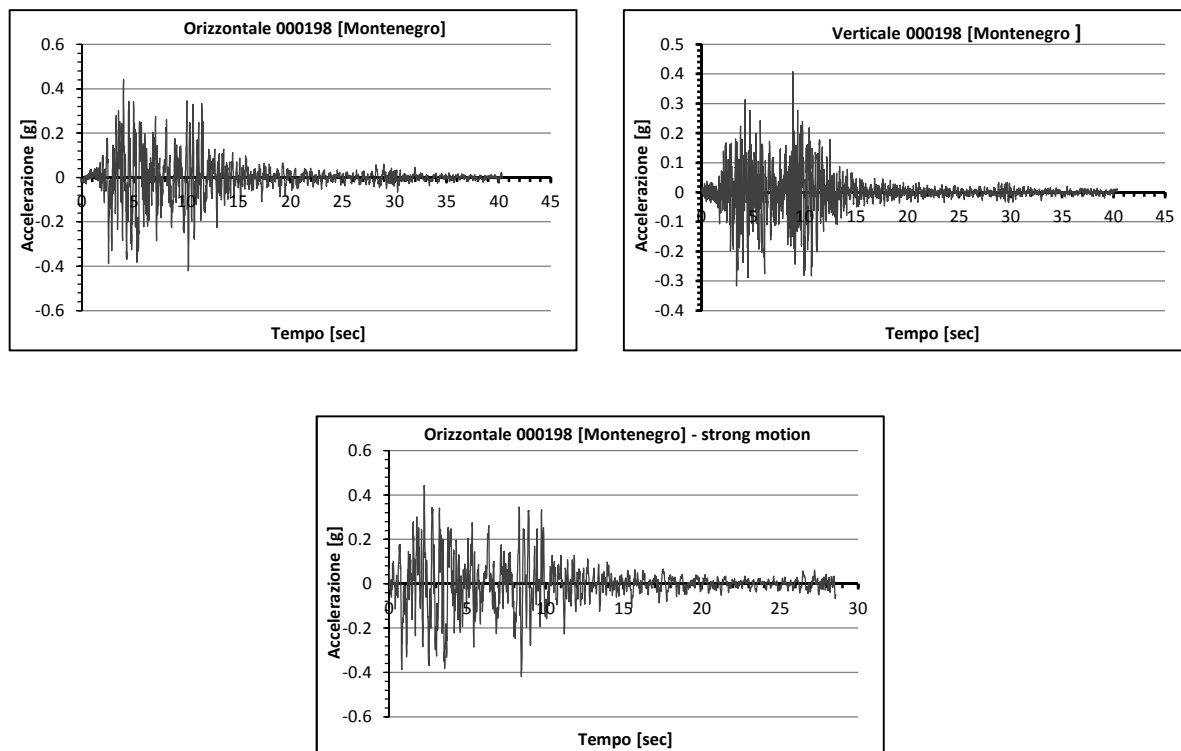 Orizzontale 000198 [Montenegro]
0.6
0.4
0.2
0
-0.2
-0.4
-0.6
0 5 10 15 20 25 30 35 40 45
Accelerazione [g]
Tempo [sec]
Verticale 000198 [Montenegro ]
0.5
0.4
0.3
0.2
0.1
0
-0.1
-0.2
-0.3
-0.4
0 5 10 15 20 25 30 35 40 45
Accelerazione [g]
Tempo [sec]
Orizzontale 000198 [Montenegro] - strong motion
0.6
0.4
0.2
0
-0.2
-0.4
-0.6
0 5 10 15 20 25 30
Accelerazione [g]
Tempo [sec]